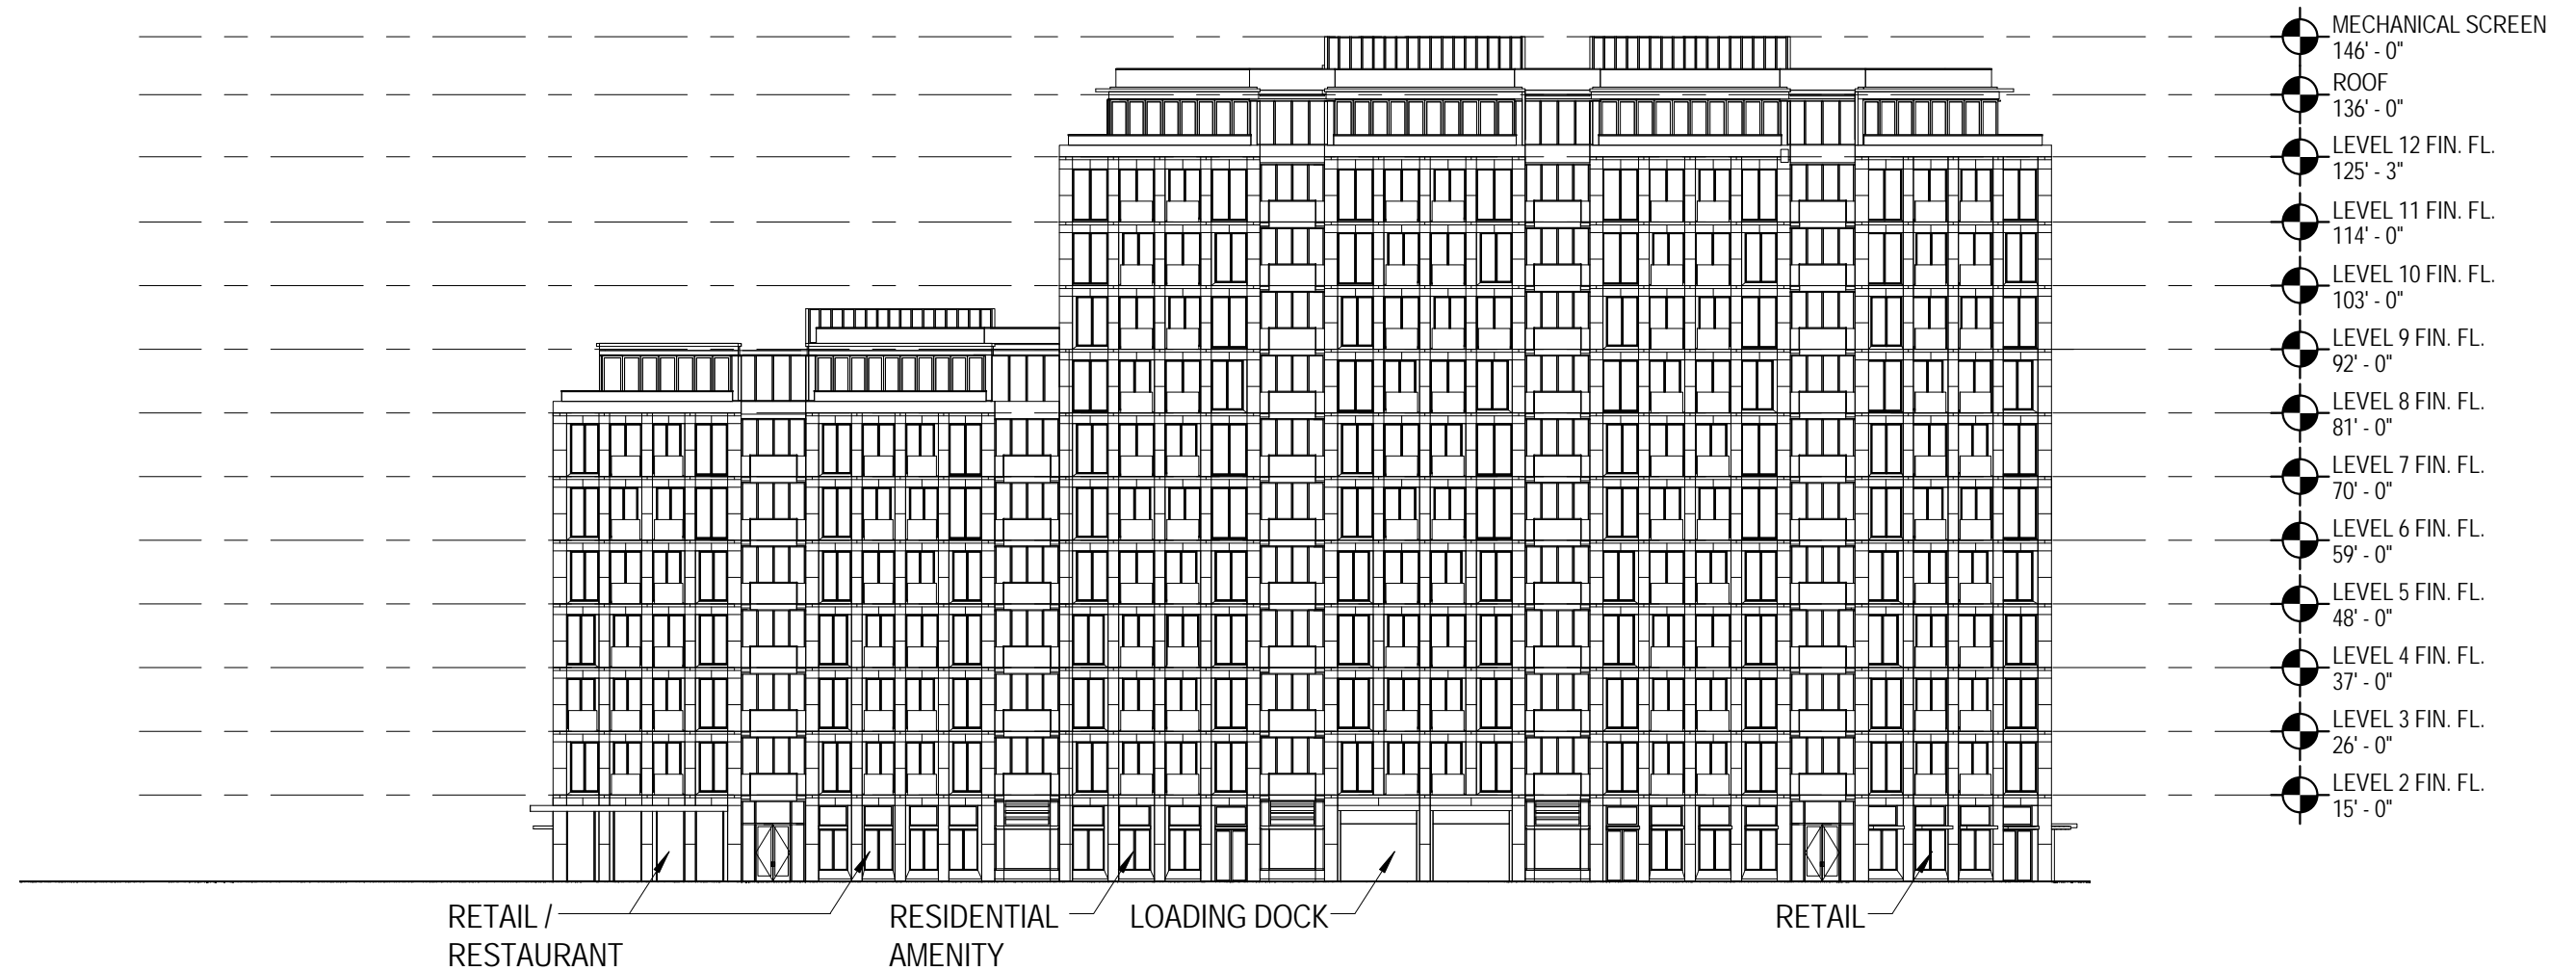 MECHANICAL SCREEN
146' - 0"
ROOF
136' - 0"
LEVEL 12 FIN. FL.
125' - 3"
LEVEL 11 FIN. FL.
114' - 0"
LEVEL 10 FIN. FL.
103' - 0"
LEVEL 9 FIN. FL.
92' - 0"
LEVEL 8 FIN. FL.
81' - 0"
LEVEL 7 FIN. FL.
70' - 0"
LEVEL 6 FIN. FL.
59' - 0"
LEVEL 5 FIN. FL.
48' - 0"
LEVEL 4 FIN. FL.
37' - 0"
LEVEL 3 FIN. FL.
26' - 0"
LEVEL 2 FIN. FL.
15' - 0"
RETAIL /
RESTAURANT
RESIDENTIAL
AMENITY
LOADING DOCK
RETAIL